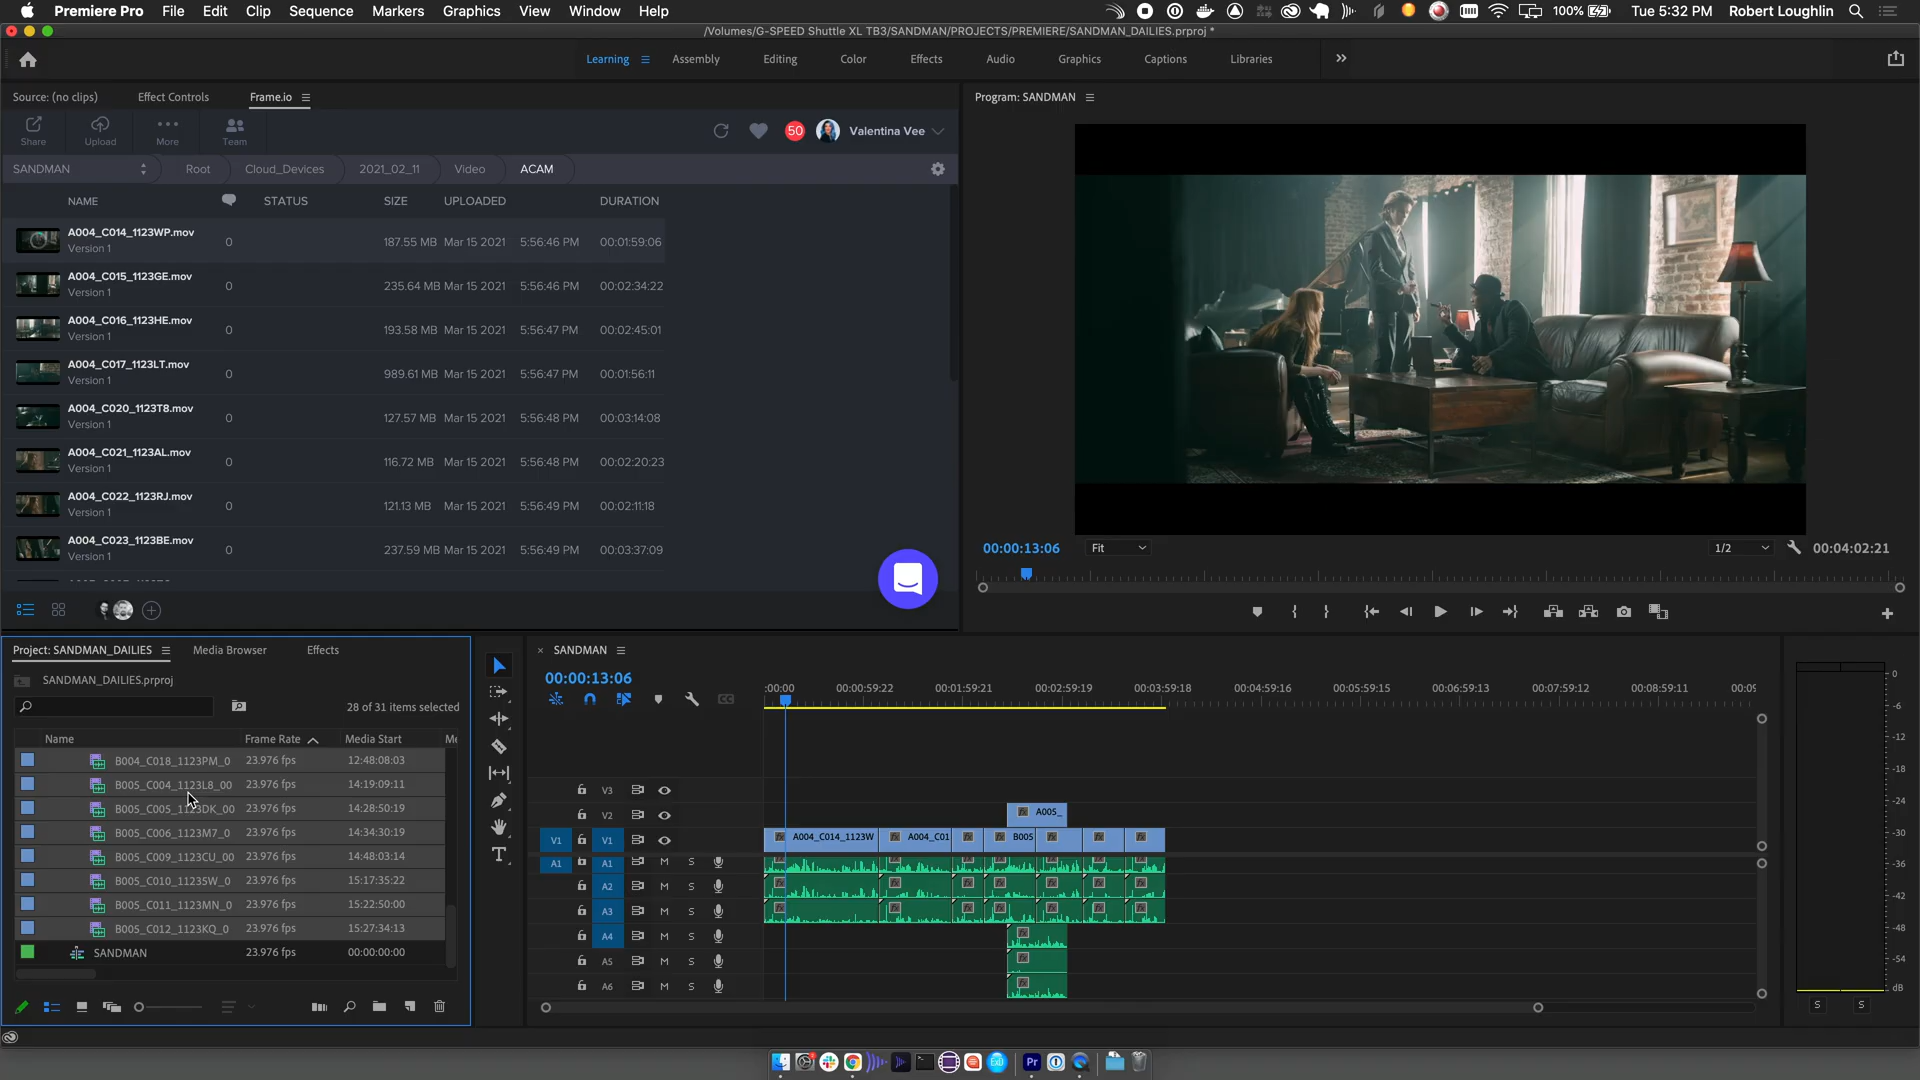 Premiere Pro File Edit Clip Sequence Markers Graphics View Window Help 100% Tue 5:32 PM Robert Loughlin
/Volumes/G-SPEED Shuttle XL TB3/SANDMAN/PROJECTS/PREMIERE/SANDMAN_DAILIES.prproj *
Learning Assembly Editing Color Effects Audio Graphics Captions Libraries
Source: (no clips) Effect Controls Frame.io
Share Upload More Team 50 Valentina Vee
SANDMAN Root Cloud_Devices 2021_02_11 Video ACAM
NAME STATUS SIZE UPLOADED DURATION
A004_C014_1123WP.mov
Version 1
0 187.55 MB Mar 15 2021 5:56:46 PM 00:01:59:06
A004_C015_1123GE.mov
Version 1
0 235.64 MB Mar 15 2021 5:56:46 PM 00:02:34:22
A004_C016_1123HE.mov
Version 1
0 193.58 MB Mar 15 2021 5:56:47 PM 00:02:45:01
A004_C017_1123LT.mov
Version 1
0 989.61 MB Mar 15 2021 5:56:47 PM 00:01:56:11
A004_C020_1123T8.mov
Version 1
0 127.57 MB Mar 15 2021 5:56:48 PM 00:03:14:08
A004_C021_1123AL.mov
Version 1
0 116.72 MB Mar 15 2021 5:56:48 PM 00:02:20:23
A004_C022_1123RJ.mov
Version 1
0 121.13 MB Mar 15 2021 5:56:49 PM 00:02:11:18
A004_C023_1123BE.mov
Version 1
0 237.59 MB Mar 15 2021 5:56:49 PM 00:03:37:09
Program: SANDMAN
00:00:13:06 Fit 1/2 00:04:02:21
Project: SANDMAN_DAILIES Media Browser Effects
SANDMAN_DAILIES.prproj
28 of 31 items selected
Name Frame Rate Media Start Me
B004_C018_1123PM_0 23.976 fps 12:48:08:03
B005_C004_1123L8_00 23.976 fps 14:19:09:11
B005_C005_1123DK_00 23.976 fps 14:28:50:19
B005_C006_1123M7_0 23.976 fps 14:34:30:19
B005_C009_1123CU_00 23.976 fps 14:48:03:14
B005_C010_11235W_0 23.976 fps 15:17:35:22
B005_C011_1123MN_0 23.976 fps 15:22:50:00
B005_C012_1123KQ_0 23.976 fps 15:27:34:13
SANDMAN 23.976 fps 00:00:00:00
SANDMAN
00:00:13:06
:00:00 00:00:59:22 00:01:59:21 00:02:59:19 00:03:59:18 00:04:59:16 00:05:59:15 00:06:59:13 00:07:59:12 00:08:59:11 00:09
V3
V2 A005_
V1 V1 A004_C014_1123W A004_C01 B005
A1 A1 M S
A2 M S
A3 M S
A4 M S
A5 M S
A6 M S
0
-6
-12
-18
-24
-30
-36
-42
-48
-54
dB
S S
Pr